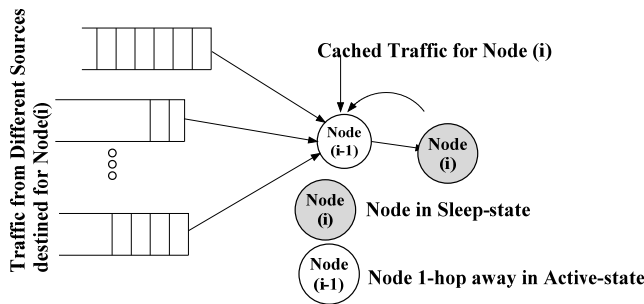 Traffic from Different Sources
destined for Node(i)
Cached Traffic for Node (i)
Node
(i-1)
Node
(i)
Node
(i)
Node in Sleep-state
Node
(i-1)
Node 1-hop away in Active-state